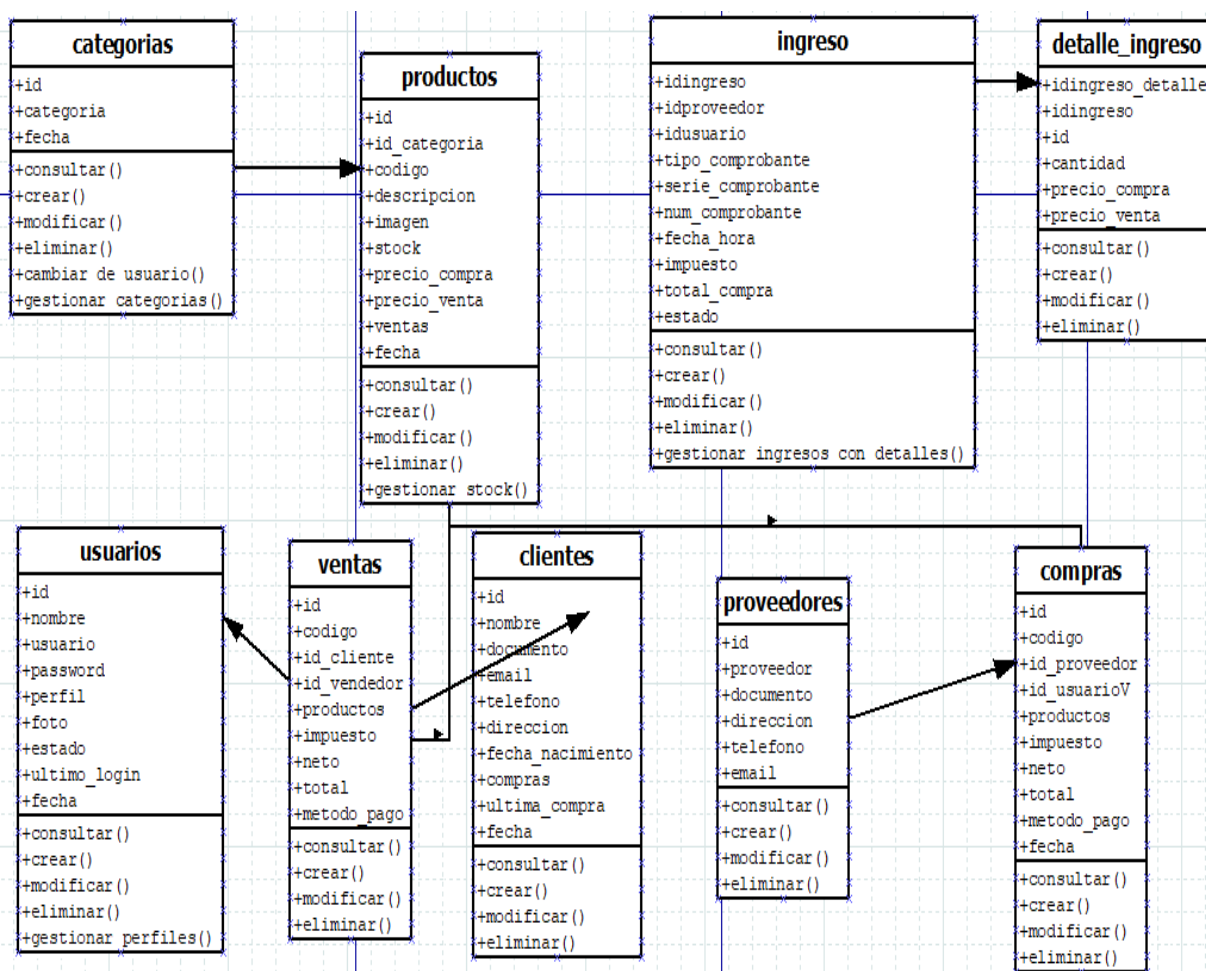 categorias
+id
+categoria
+fecha
+consultar()
+crear()
+modificar()
+eliminar()
+cambiar de usuario()
+gestionar categorias()
productos
+id
+id_categoria
+codigo
+descripcion
+imagen
+stock
+precio_compra
+precio_venta
+ventas
+fecha
+consultar()
+crear()
+modificar()
+eliminar()
+gestionar stock()
ingreso
+idingreso
+idproveedor
+idusuario
+tipo_comprobante
+serie_comprobante
+num_comprobante
+fecha_hora
+impuesto
+total_compra
+estado
+consultar()
+crear()
+modificar()
+eliminar()
+gestionar ingresos con detalles()
detalle_ingreso
+idingreso_detalle
+idingreso
+id
+cantidad
+precio_compra
+precio_venta
+consultar()
+crear()
+modificar()
+eliminar()
usuarios
+id
+nombre
+usuario
+password
+perfil
+foto
+estado
+ultimo_login
+fecha
+consultar()
+crear()
+modificar()
+eliminar()
+gestionar perfiles()
ventas
+id
+codigo
+id_cliente
+id_vendedor
+productos
+impuesto
+neto
+total
+metodo_pago
+consultar()
+crear()
+modificar()
+eliminar()
clientes
+id
+nombre
+documento
+email
+telefono
+direccion
+fecha_nacimiento
+compras
+ultima_compra
+fecha
+consultar()
+crear()
+modificar()
+eliminar()
proveedores
+id
+proveedor
+documento
+direccion
+telefono
+email
+consultar()
+crear()
+modificar()
+eliminar()
compras
+id
+codigo
+id_proveedor
+id_usuarioV
+productos
+impuesto
+neto
+total
+metodo_pago
+fecha
+consultar()
+crear()
+modificar()
+eliminar()